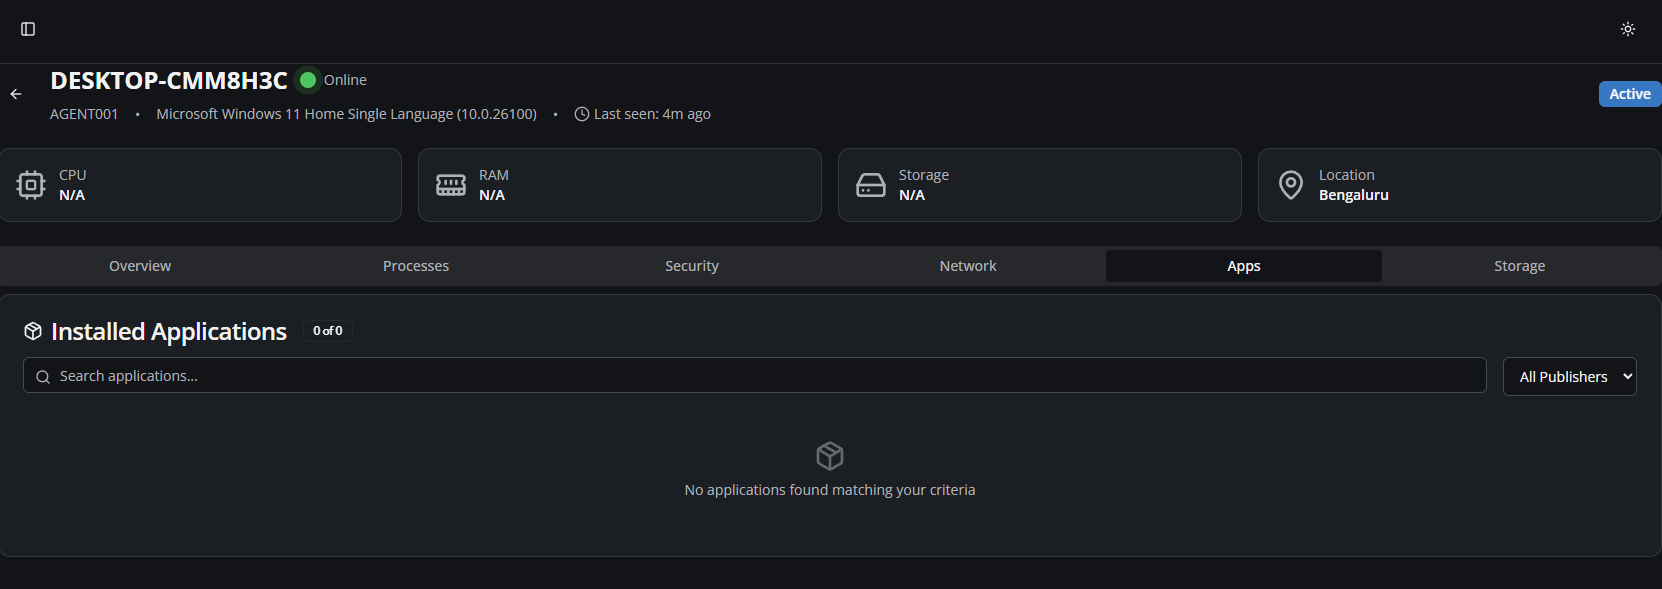 DESKTOP-CMM8H3C Online
Active
AGENT001 • Microsoft Windows 11 Home Single Language (10.0.26100) • Last seen: 4m ago
CPU
N/A
RAM
N/A
Storage
N/A
Location
Bengaluru
Overview Processes Security Network Apps Storage
Installed Applications 0 of 0
Search applications... All Publishers
No applications found matching your criteria